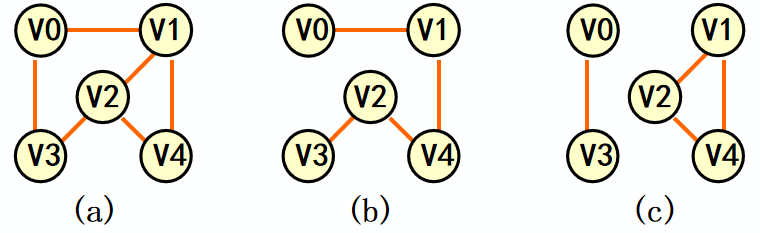 V0 V1 V0 V1 V0 V1
V2 V2 V2
V3 V4 V3 V4 V3 V4
(a) (b) (c)